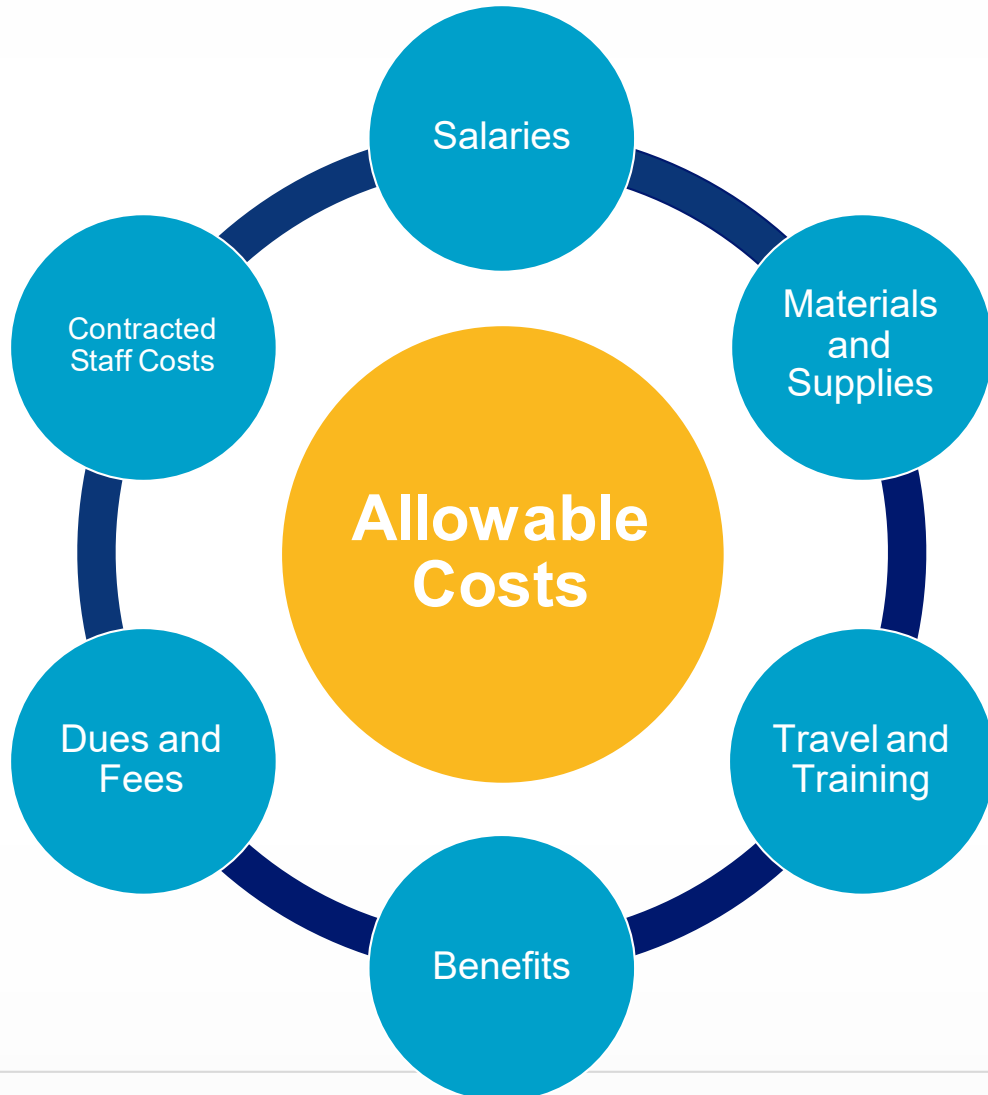 Salaries
Materials
and
Supplies
Travel and
Training
Benefits
Dues and
Fees
Contracted
Staff Costs
Allowable
Costs